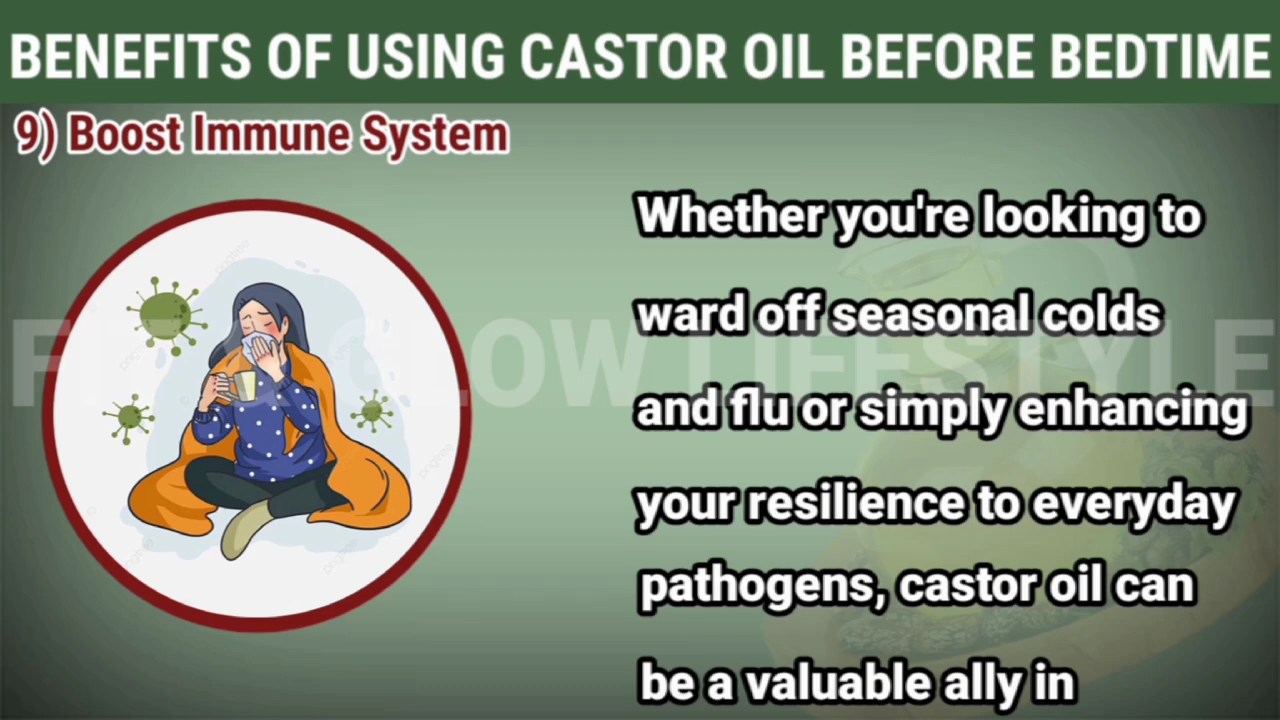 BENEFITS OF USING CASTOR OIL BEFORE BEDTIME
9) Boost Immune System
Whether you're looking to
ward off seasonal colds
and flu or simply enhancing
your resilience to everyday
pathogens, castor oil can
be a valuable ally in